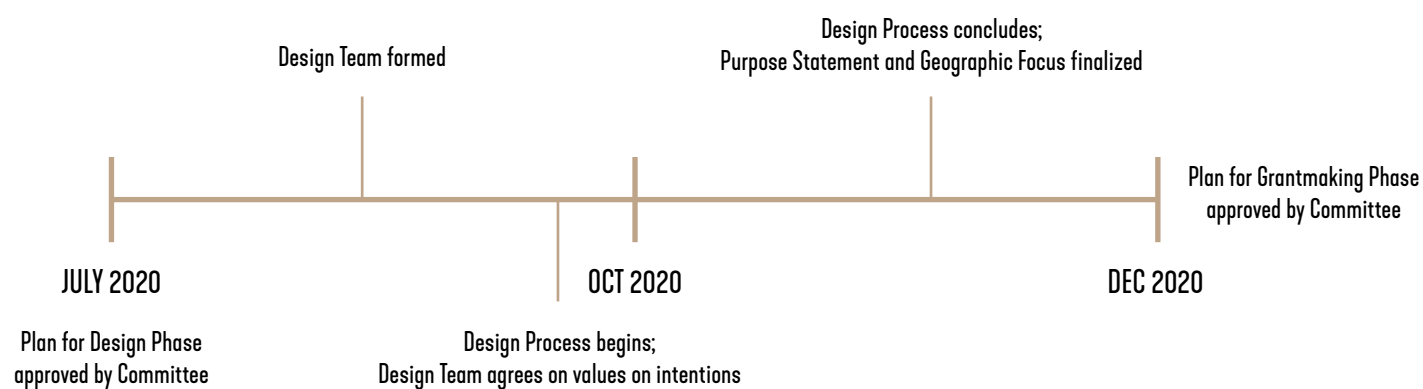 Design Team formed
Design Process concludes;
Purpose Statement and Geographic Focus finalized
Plan for Grantmaking Phase
approved by Committee
JULY 2020
OCT 2020
DEC 2020
Plan for Design Phase
approved by Committee
Design Process begins;
Design Team agrees on values on intentions